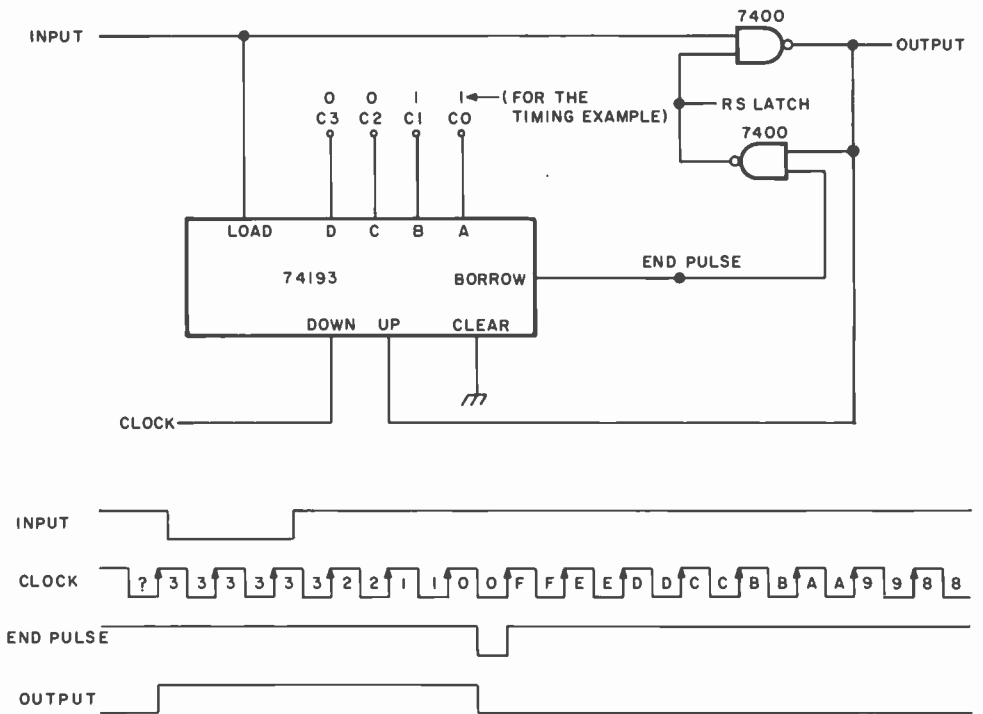 7400
INPUT
OUTPUT
0 0 1 1 (FOR THE
C3 C2 C1 C0 TIMING EXAMPLE)
RS LATCH
7400
LOAD D C B A
END PULSE
74193
BORROW
DOWN UP CLEAR
CLOCK
INPUT
CLOCK ? 3 3 3 3 3 3 2 2 1 1 0 0 F F E E D D C C B B A A 9 9 8 8
END PULSE
OUTPUT